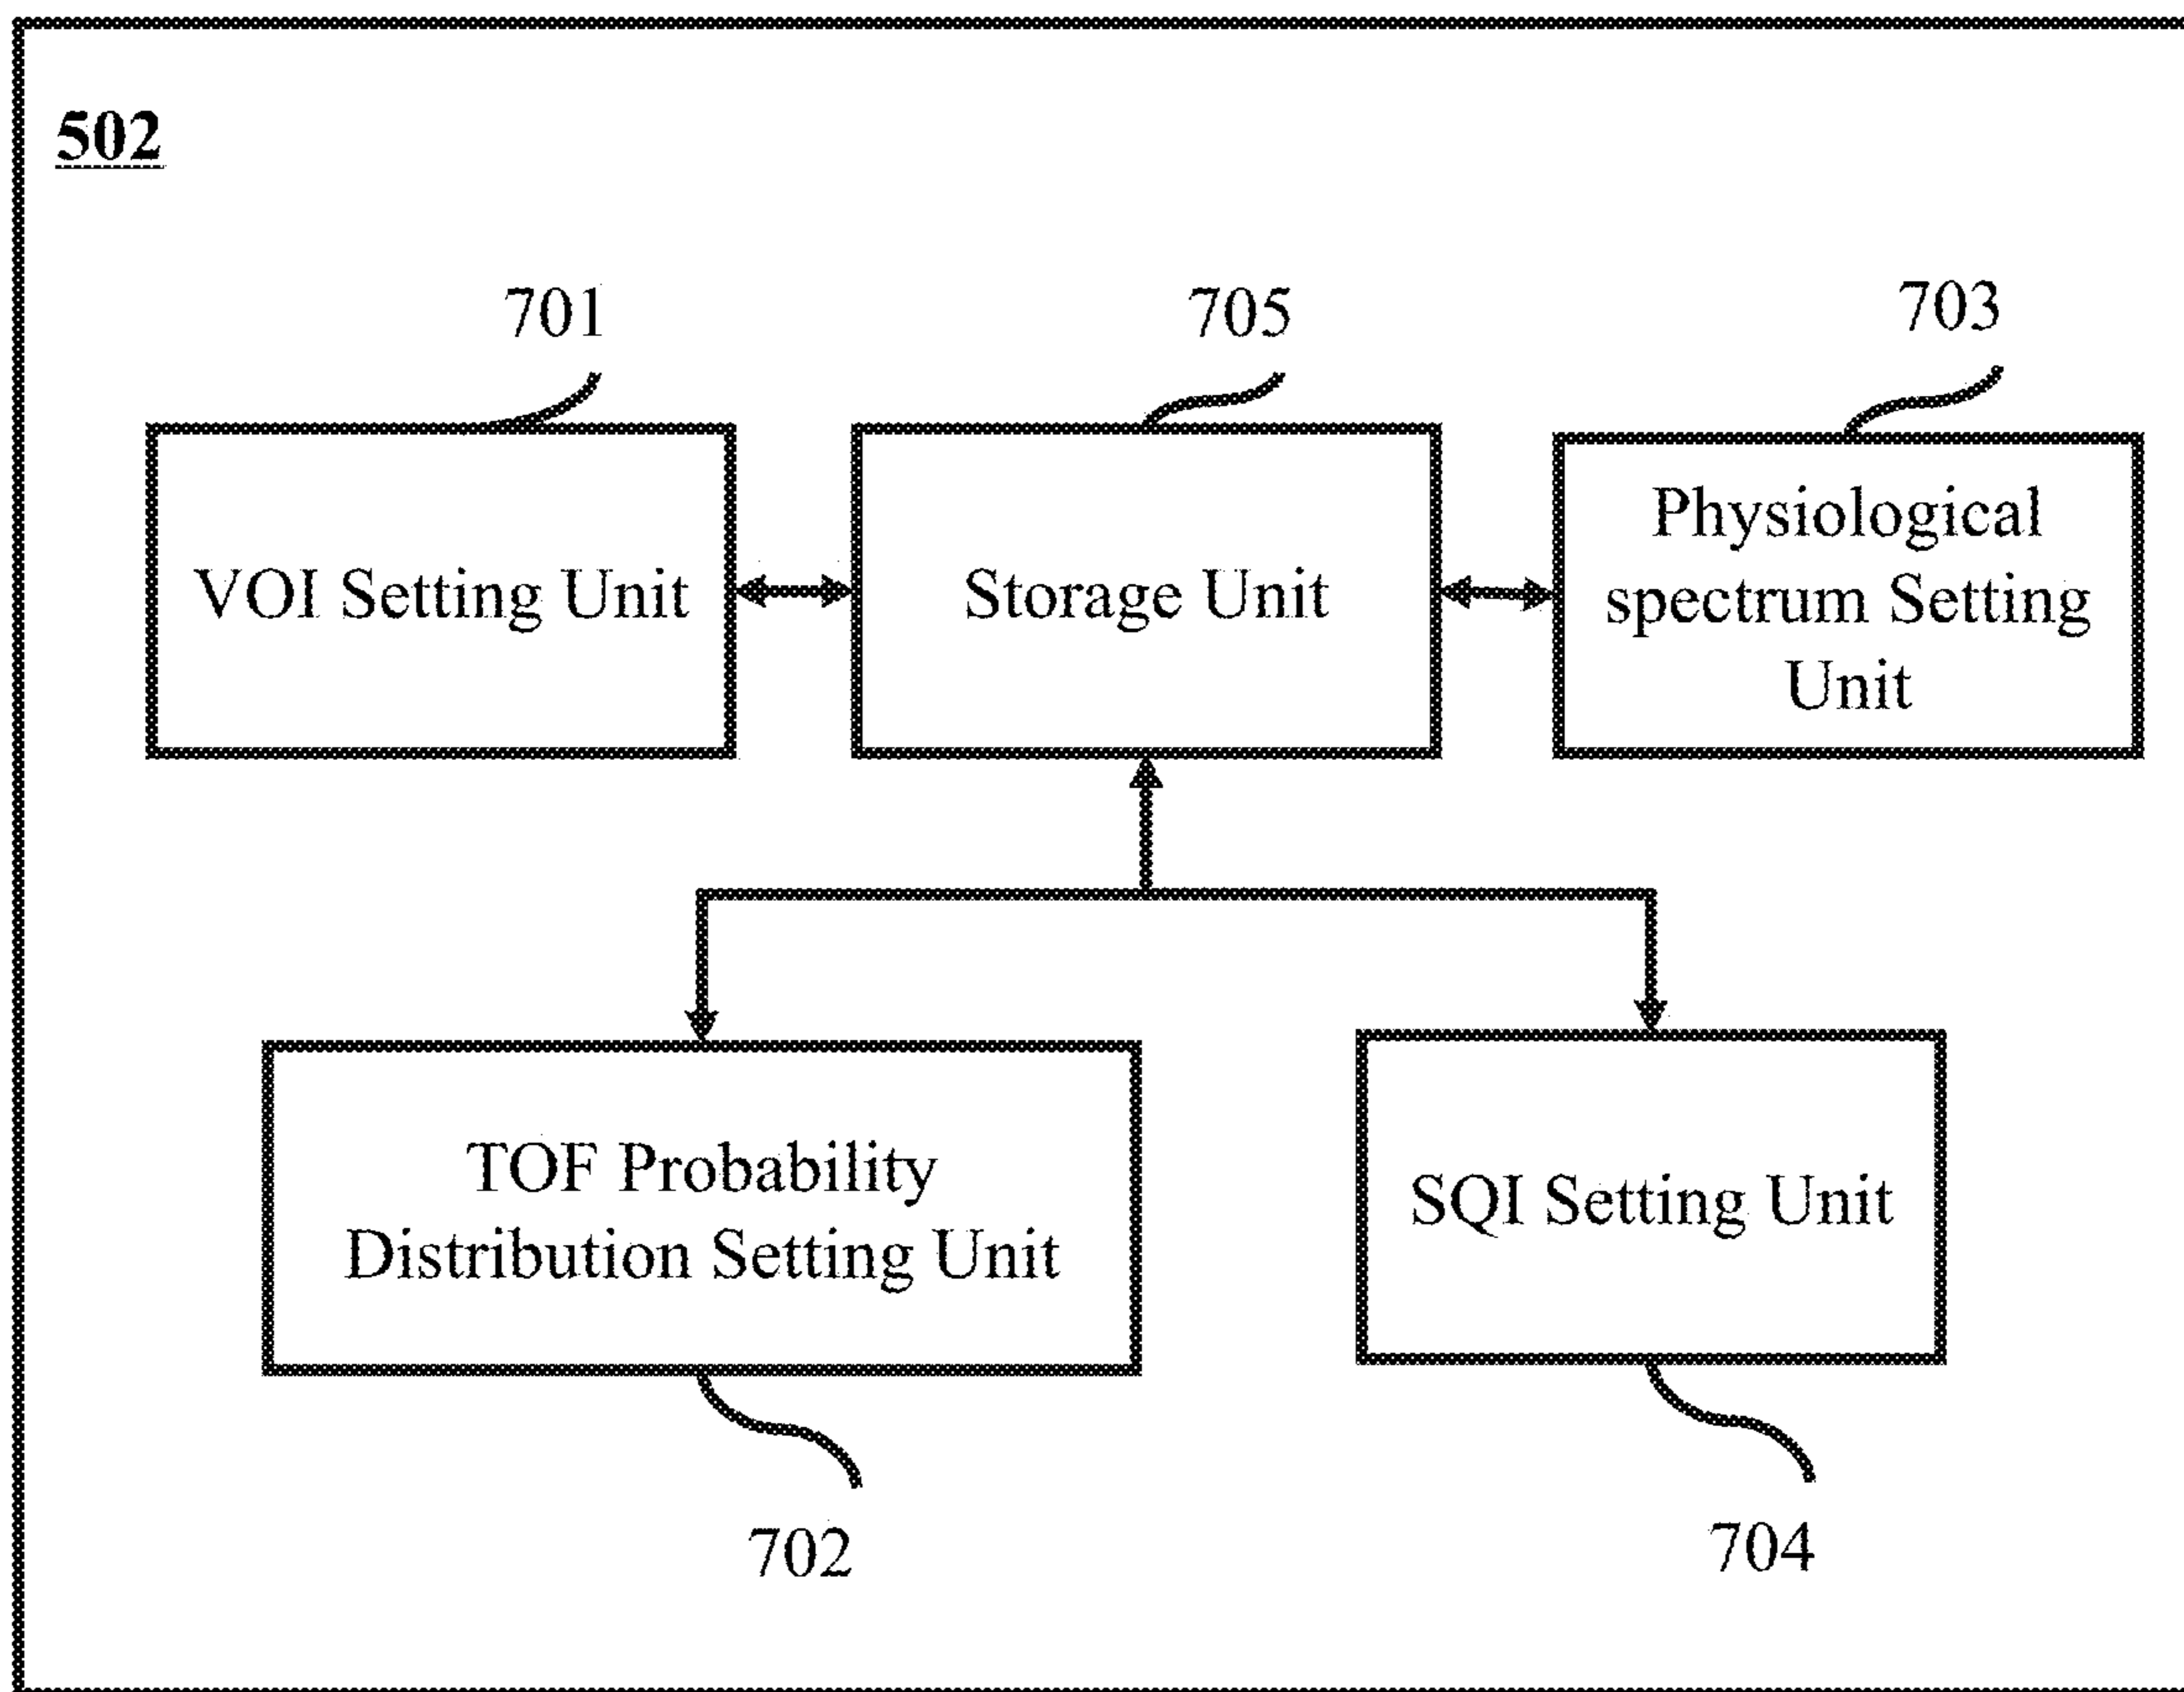 502
701
705
703
VOI Setting Unit
Storage Unit
Physiological
spectrum Setting
Unit
TOF Probability
Distribution Setting Unit
SQI Setting Unit
702
704